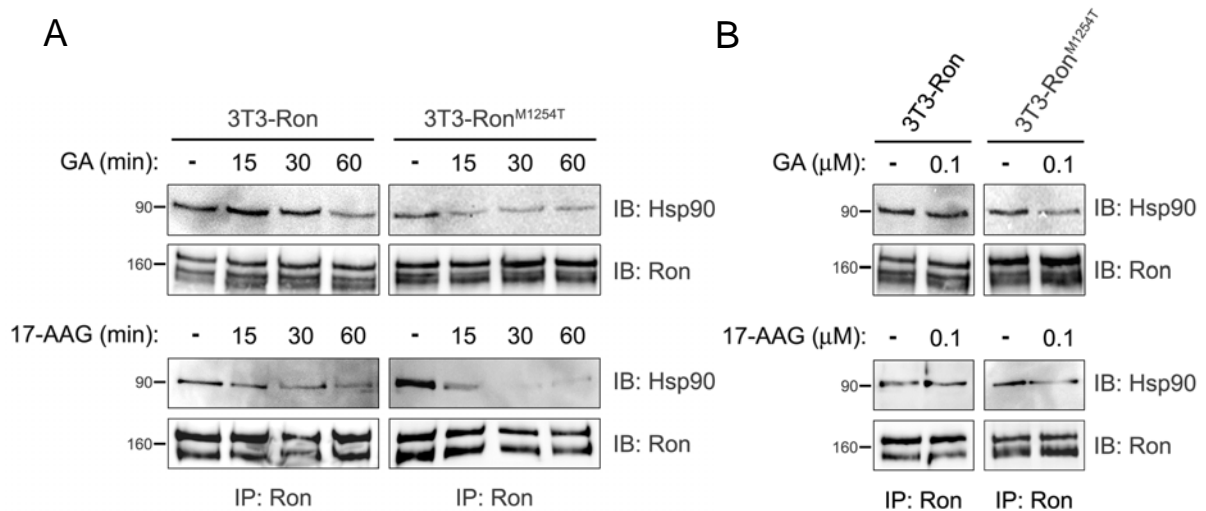 A
3T3-Ron 3T3-Ron^M1254T
GA (min): - 15 30 60 - 15 30 60
90 IB: Hsp90
160 IB: Ron
17-AAG (min): - 15 30 60 - 15 30 60
90 IB: Hsp90
160 IB: Ron
IP: Ron IP: Ron
B
3T3-Ron 3T3-Ron^M1254T
GA (μM): - 0.1 - 0.1
90 IB: Hsp90
160 IB: Ron
17-AAG (μM): - 0.1 - 0.1
90 IB: Hsp90
160 IB: Ron
IP: Ron IP: Ron